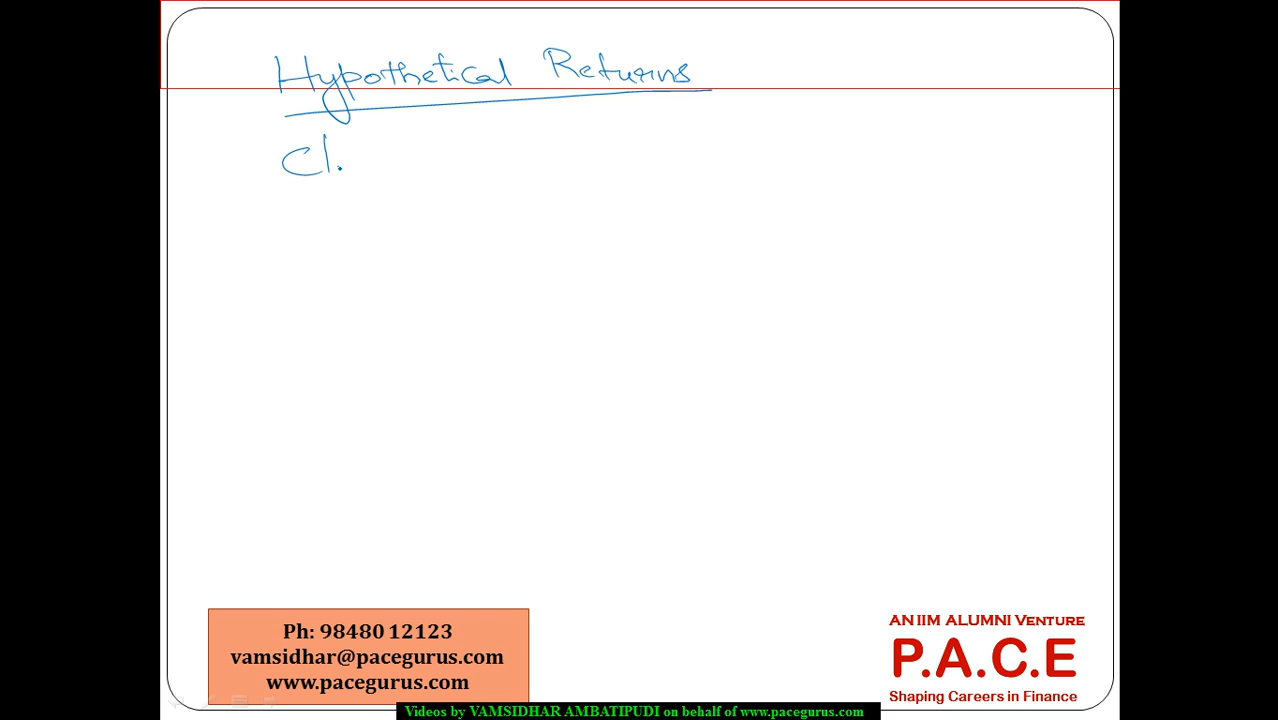 Hypothetical Returns
Cl.
Ph: 98480 12123
vamsidhar@pacegurus.com
www.pacegurus.com
AN IIM ALUMNI VENTURE
P.A.C.E
Shaping Careers in Finance
Videos by VAMSIDHAR AMBATIPUDI on behalf of www.pacegurus.com